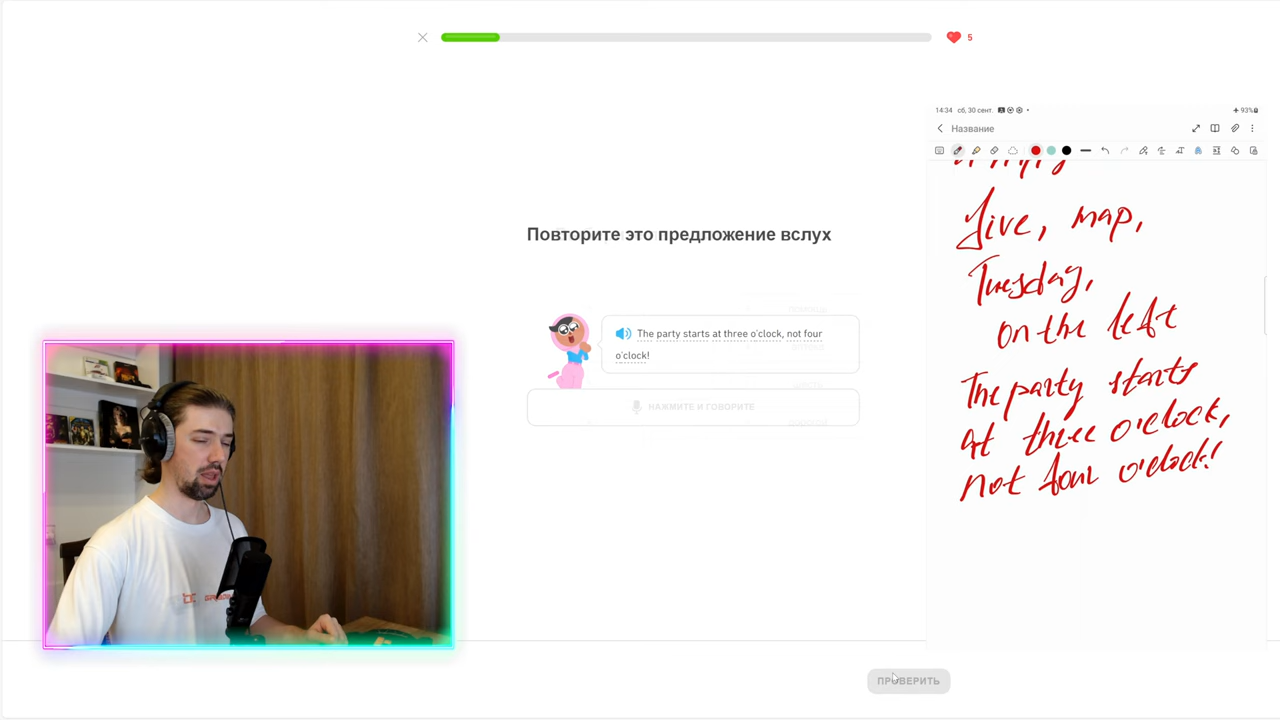 5
14:34 сб, 30 сент.
93%
Название
Повторите это предложение вслух
The party starts at three o'clock, not four
o'clock!
НАЖМИТЕ И ГОВОРИТЕ
ПРОВЕРИТЬ
Live, map,
Tuesday,
on the left
The party starts
at three o'clock,
not four o'clock!